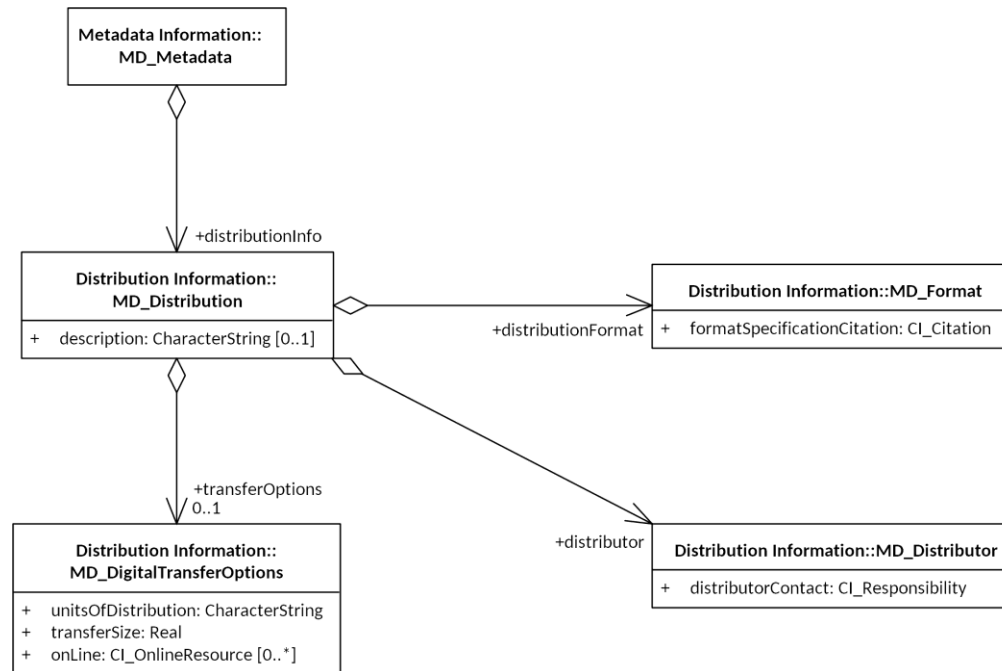 Metadata Information::
MD_Metadata
+distributionInfo
Distribution Information::
MD_Distribution
+ description: CharacterString [0..1]
+distributionFormat
Distribution Information::MD_Format
+ formatSpecificationCitation: CI_Citation
+transferOptions
0..1
+distributor
Distribution Information::
MD_DigitalTransferOptions
+ unitsOfDistribution: CharacterString
+ transferSize: Real
+ onLine: CI_OnlineResource [0..*]
Distribution Information::MD_Distributor
+ distributorContact: CI_Responsibility